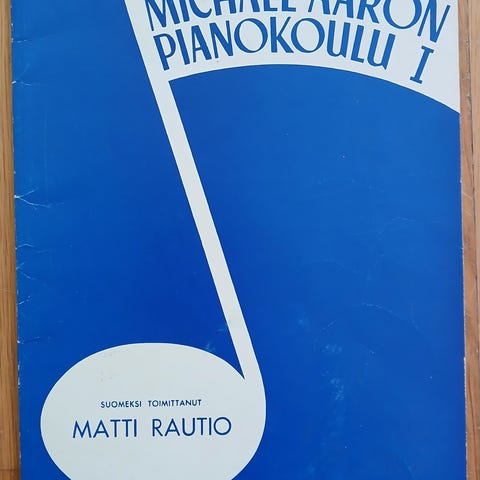 MICHAEL AARON
PIANOKOULU I
SUOMEKSI TOIMITTANUT
MATTI RAUTIO